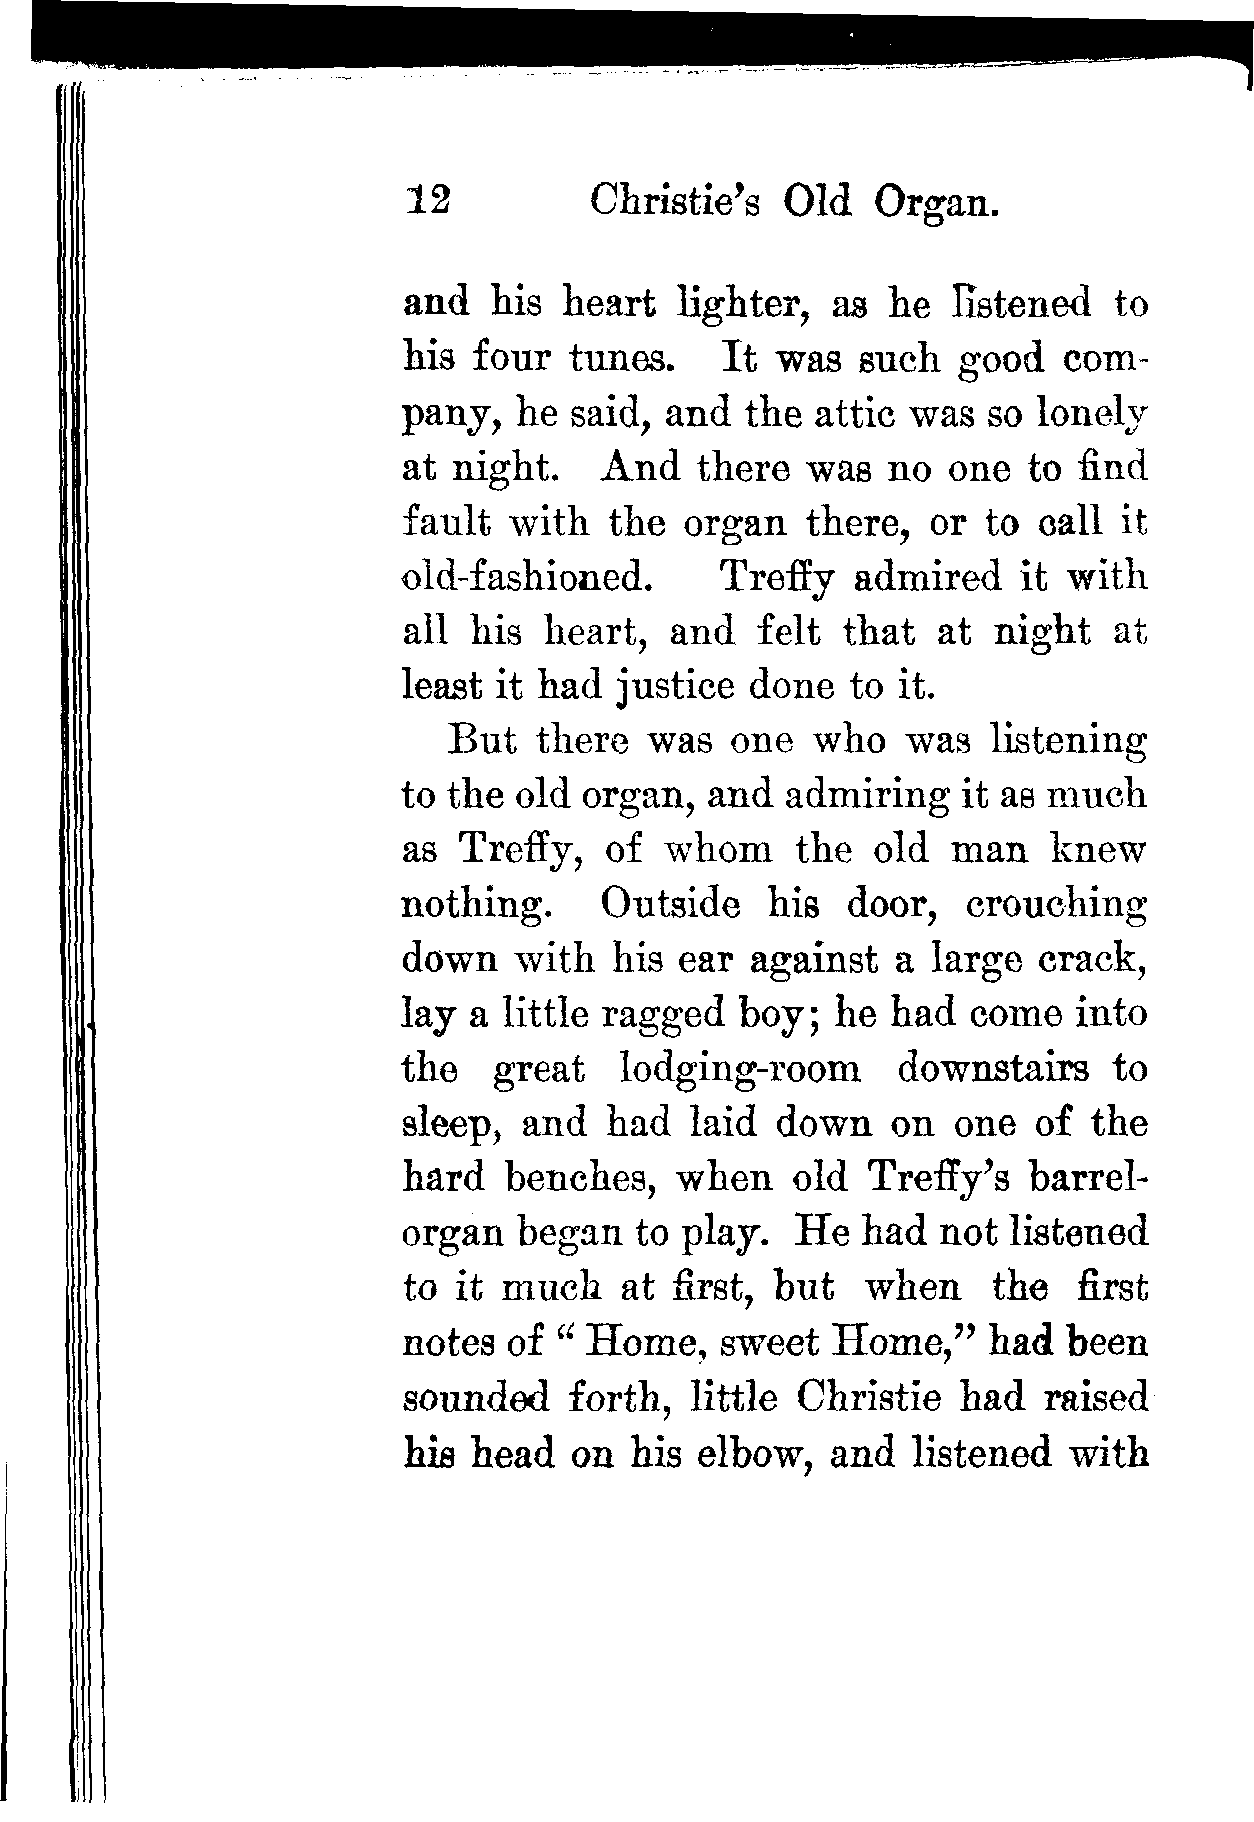 12 Christie's Old Organ.
and his heart lighter, as he listened to
his four tunes. It was such good com-
pany, he said, and the attic was so lonely
at night. And there was no one to find
fault with the organ there, or to call it
old-fashioned. Treffy admired it with
all his heart, and felt that at night at
least it had justice done to it.
But there was one who was listening
to the old organ, and admiring it as much
as Treffy, of whom the old man knew
nothing. Outside his door, crouching
down with his ear against a large crack,
lay a little ragged boy; he had come into
the great lodging-room downstairs to
sleep, and had laid down on one of the
hard benches, when old Treffy's barrel-
organ began to play. He had not listened
to it much at first, but when the first
notes of " Home, sweet Home," had been
sounded forth, little Christie had raised
his head on his elbow, and listened with